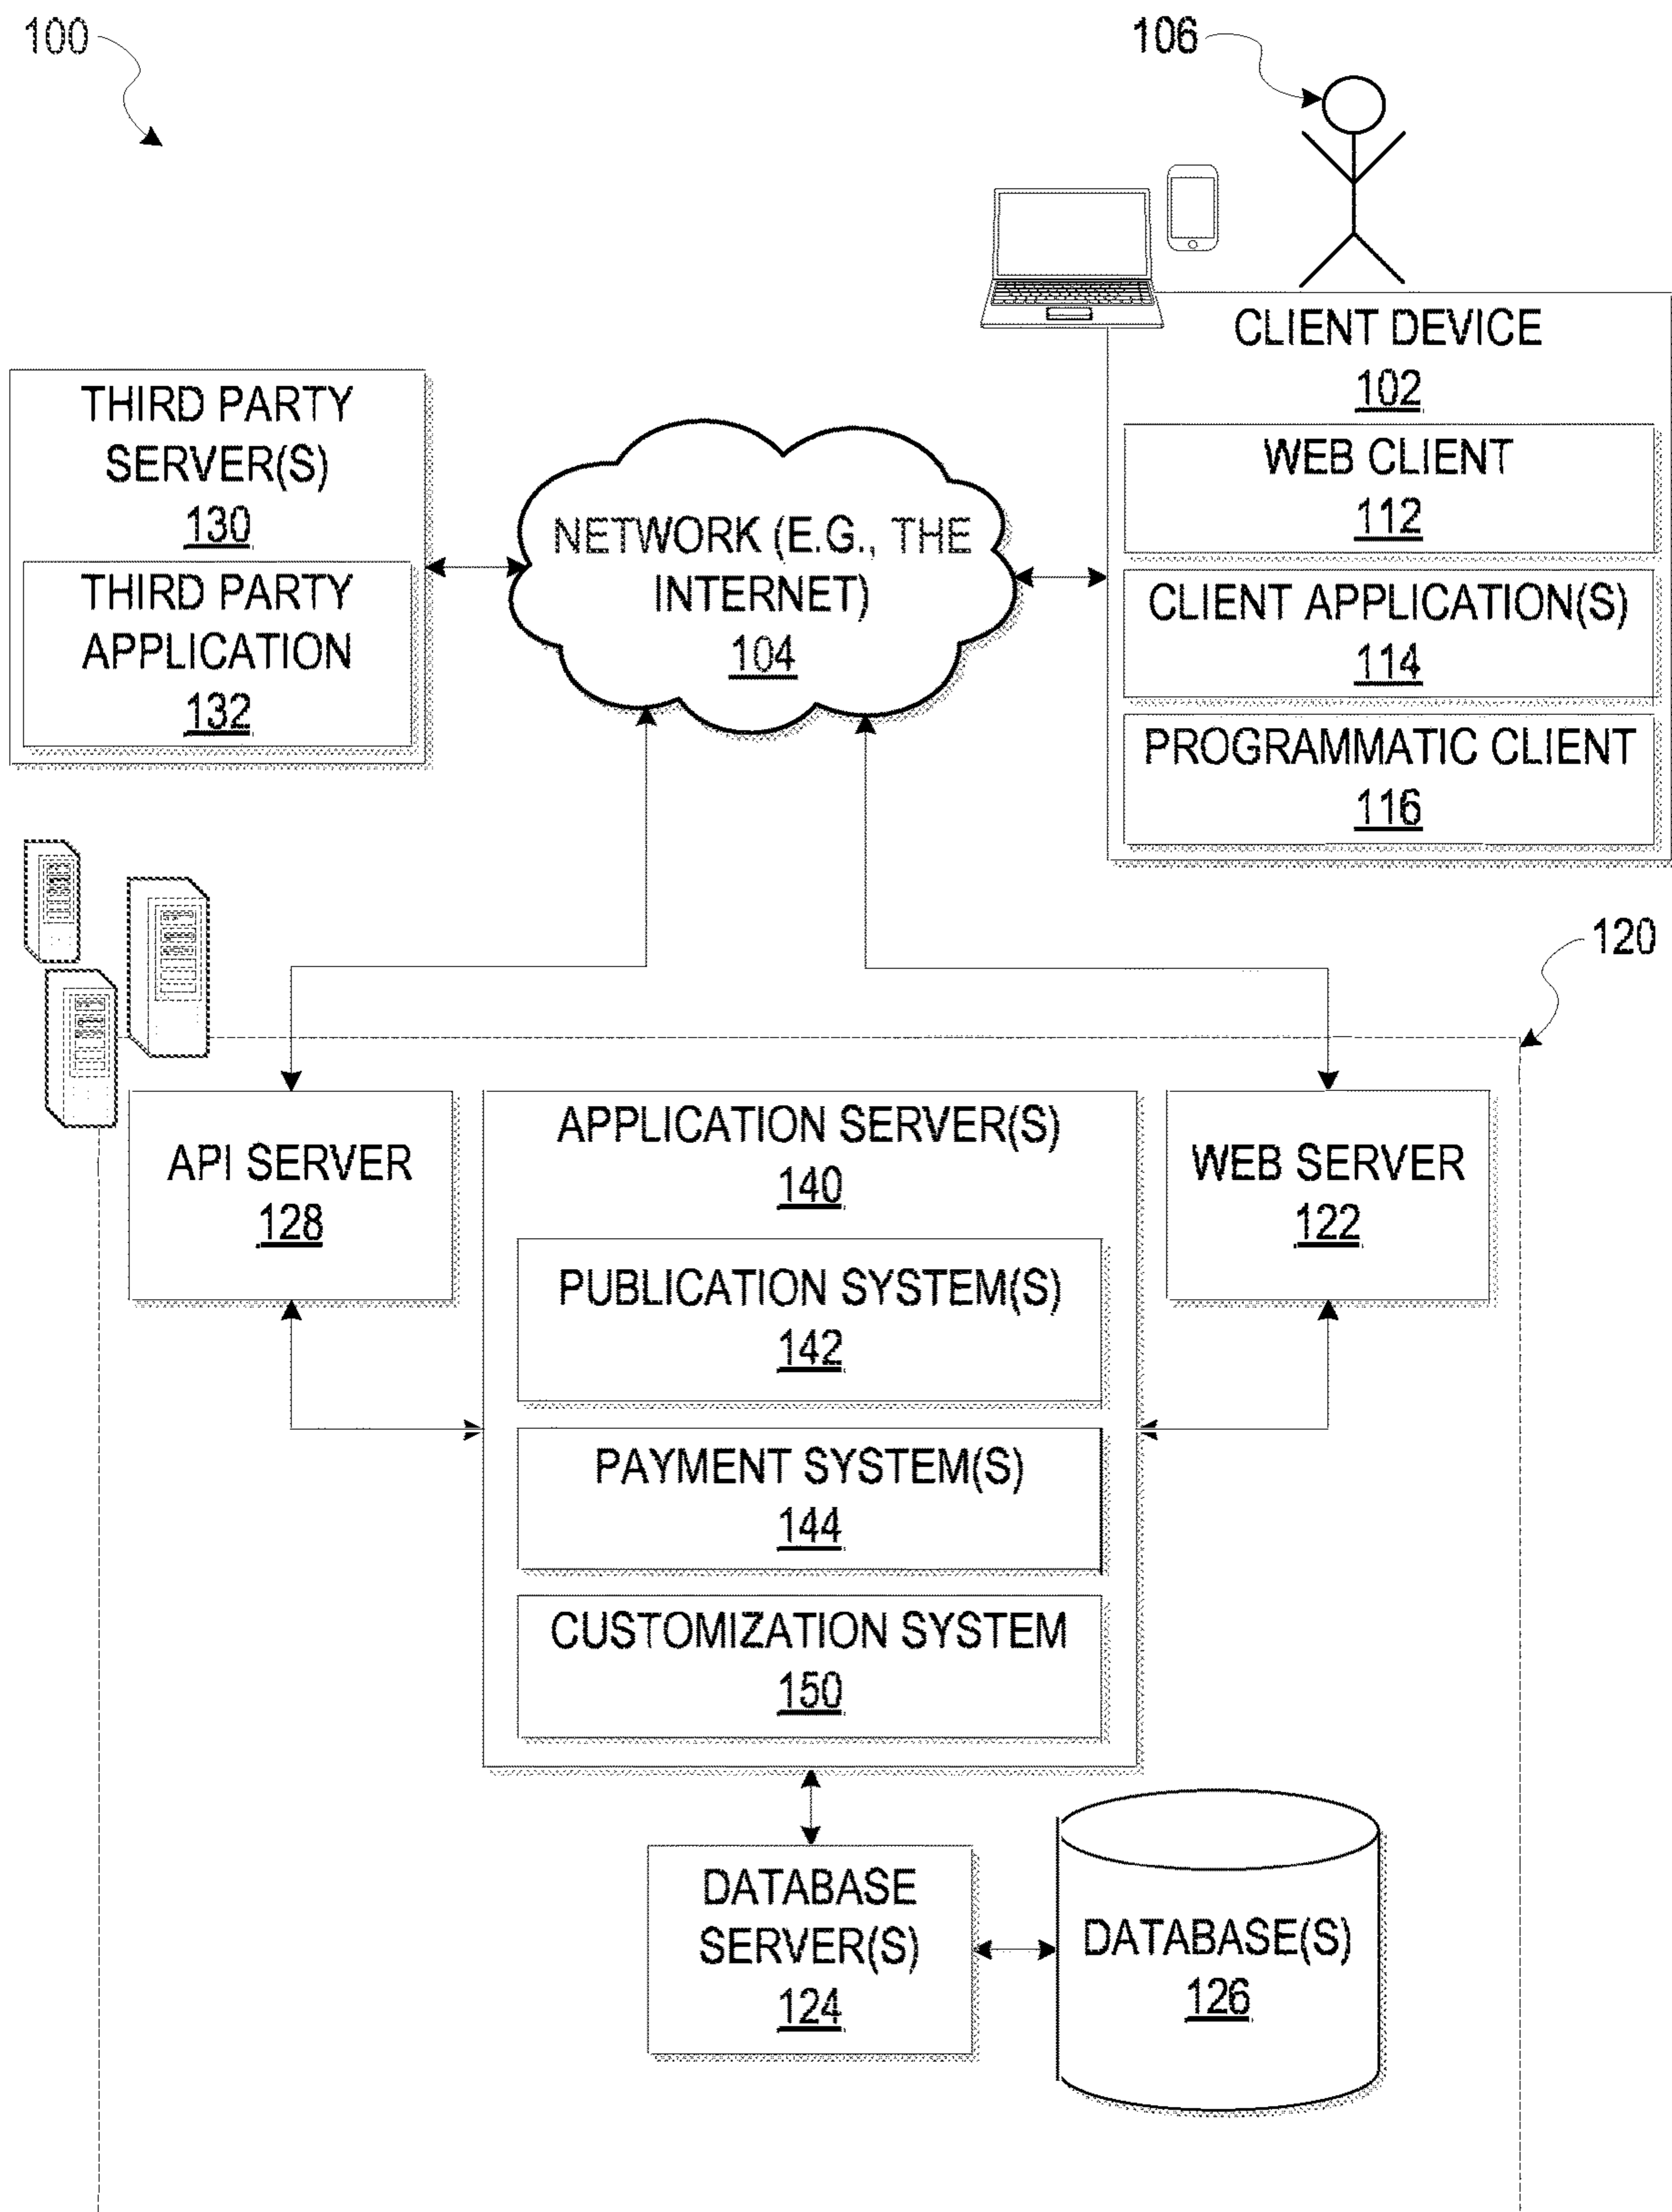 100
106
CLIENT DEVICE
102
WEB CLIENT
112
CLIENT APPLICATION(S)
114
PROGRAMMATIC CLIENT
116
THIRD PARTY
SERVER(S)
130
THIRD PARTY
APPLICATION
132
NETWORK (E.G., THE
INTERNET)
104
120
API SERVER
128
APPLICATION SERVER(S)
140
PUBLICATION SYSTEM(S)
142
PAYMENT SYSTEM(S)
144
CUSTOMIZATION SYSTEM
150
WEB SERVER
122
DATABASE
SERVER(S)
124
DATABASE(S)
126